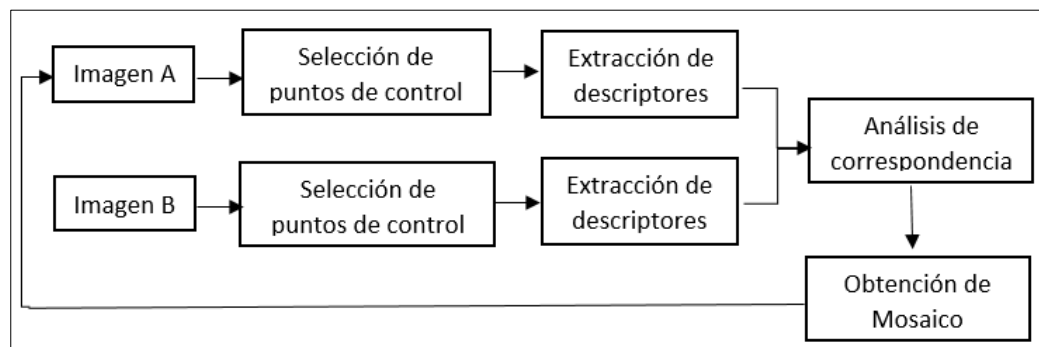 Imagen A
Selección de
puntos de control
Extracción de
descriptores
Imagen B
Selección de
puntos de control
Extracción de
descriptores
Análisis de
correspondencia
Obtención de
Mosaico